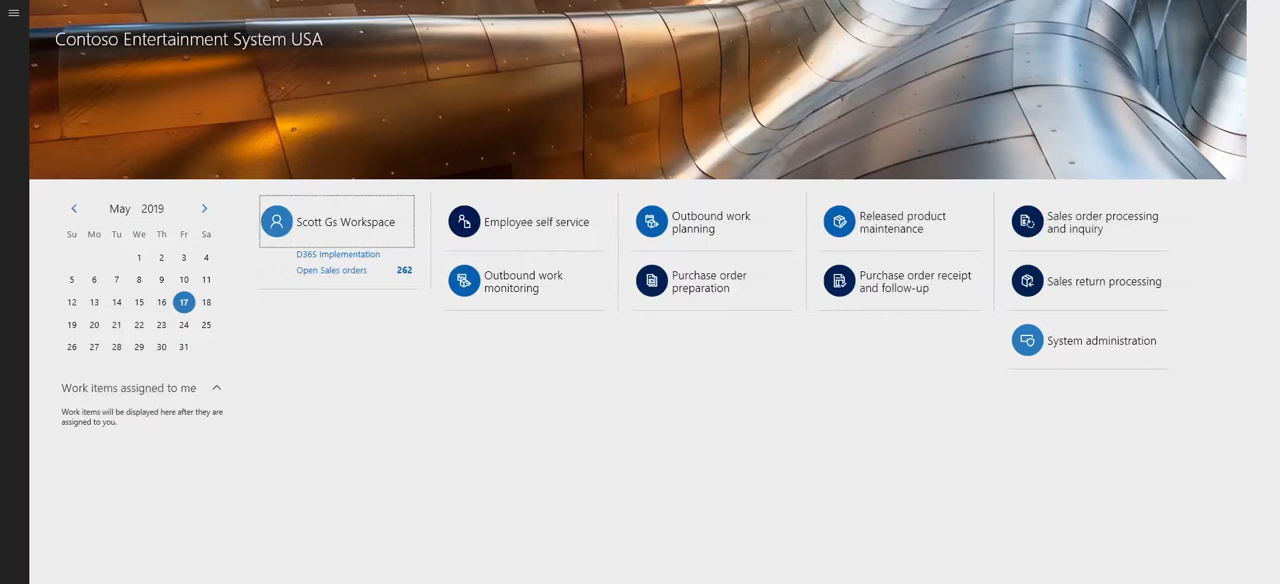 Contoso Entertainment System USA
May 2019
Su Mo Tu We Th Fr Sa
1 2 3 4
5 6 7 8 9 10 11
12 13 14 15 16 17 18
19 20 21 22 23 24 25
26 27 28 29 30 31
Work items assigned to me
Work items will be displayed here after they are
assigned to you.
Scott Gs Workspace
D365 Implementation
Open Sales orders 262
Employee self service
Outbound work
monitoring
Outbound work
planning
Purchase order
preparation
Released product
maintenance
Purchase order receipt
and follow-up
Sales order processing
and inquiry
Sales return processing
System administration